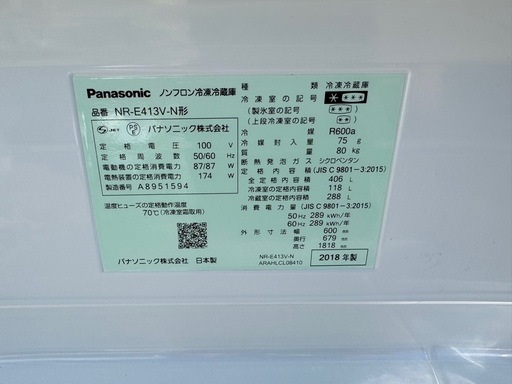 Panasonic ノンフロン冷凍冷蔵庫
品番 NR-E413V-N形
S JET PS E パナソニック株式会社
定格電圧 100 V
定格周波数 50/60 Hz
電動機の定格消費電力 87/87 W
電熱装置の定格消費電力 174 W
製造番号 A8951594
温度ヒューズの定格動作温度
70℃(冷凍室霜取用)
パナソニック株式会社 日本製
種類 冷凍冷蔵庫
冷凍室の記号
(製氷室の記号)
(上段冷凍室の記号)
冷媒 R600a
冷媒封入量 75 g
質量 80 kg
断熱発泡ガス シクロペンタン
定格内容積(JIS C 9801-3:2015)
全定格内容積 406 L
冷凍室の定格内容積 118 L
冷蔵室の定格内容積 288 L
消費電力量(JIS C 9801-3:2015)
50Hz 289 kWh/年
60Hz 289 kWh/年
外形寸法 幅 600 mm
奥行 679 mm
高さ 1818 mm
NR-E413V-N
ARAHLCL08410
2018年製